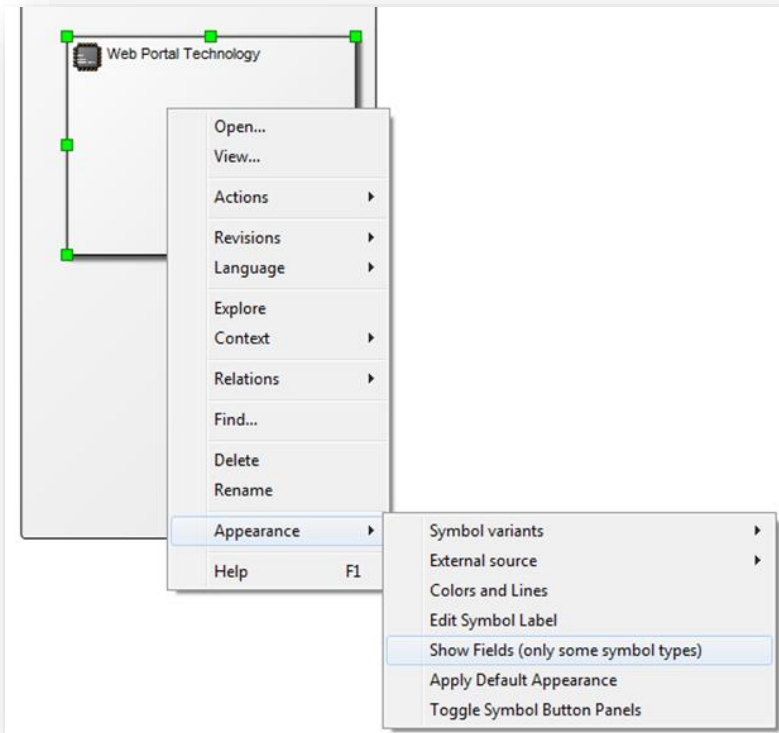 Web Portal Technology
Open...
View...
Actions
Revisions
Language
Explore
Context
Relations
Find...
Delete
Rename
Appearance
Help F1
Symbol variants
External source
Colors and Lines
Edit Symbol Label
Show Fields (only some symbol types)
Apply Default Appearance
Toggle Symbol Button Panels